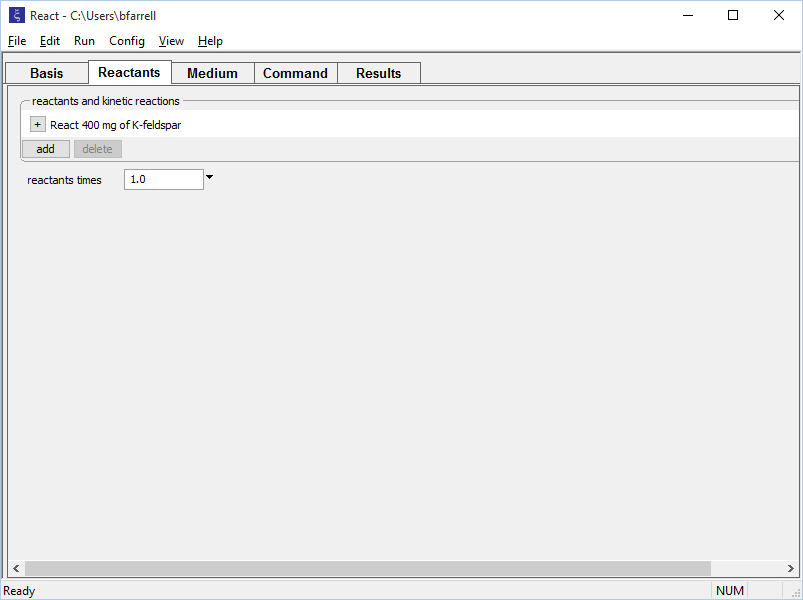 React - C:\Users\bfarrell
File Edit Run Config View Help
Basis Reactants Medium Command Results
reactants and kinetic reactions
+ React 400 mg of K-feldspar
add delete
reactants times 1.0
Ready NUM